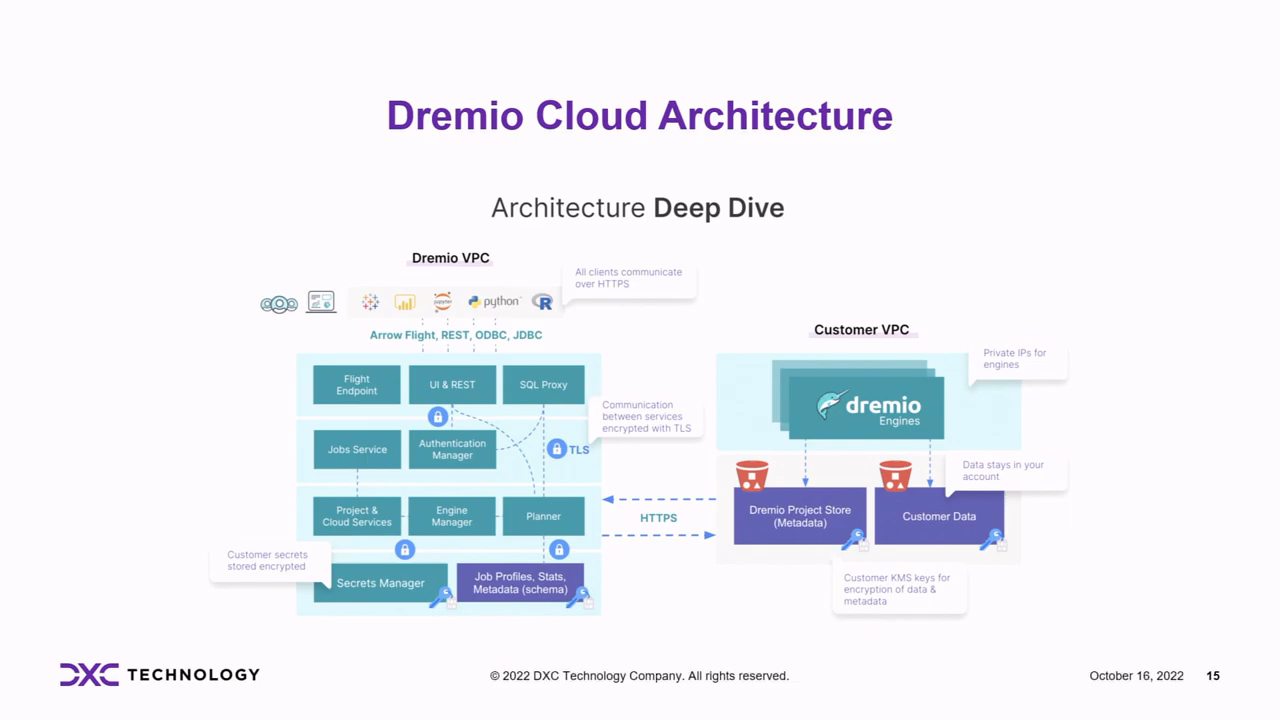 Dremio Cloud Architecture
Architecture Deep Dive
Dremio VPC
All clients communicate
over HTTPS
jupyter
python
R
Arrow Flight, REST, ODBC, JDBC
Flight
Endpoint
UI & REST
SQL Proxy
Communication
between services
encrypted with TLS
Jobs Service
Authentication
Manager
TLS
Project &
Cloud Services
Engine
Manager
Planner
Customer secrets
stored encrypted
Secrets Manager
Job Profiles, Stats,
Metadata (schema)
HTTPS
Customer VPC
Private IPs for
engines
dremio
Engines
Data stays in your
account
Dremio Project Store
(Metadata)
Customer Data
Customer KMS keys for
encryption of data &
metadata
DXC TECHNOLOGY
© 2022 DXC Technology Company. All rights reserved.
October 16, 2022
15